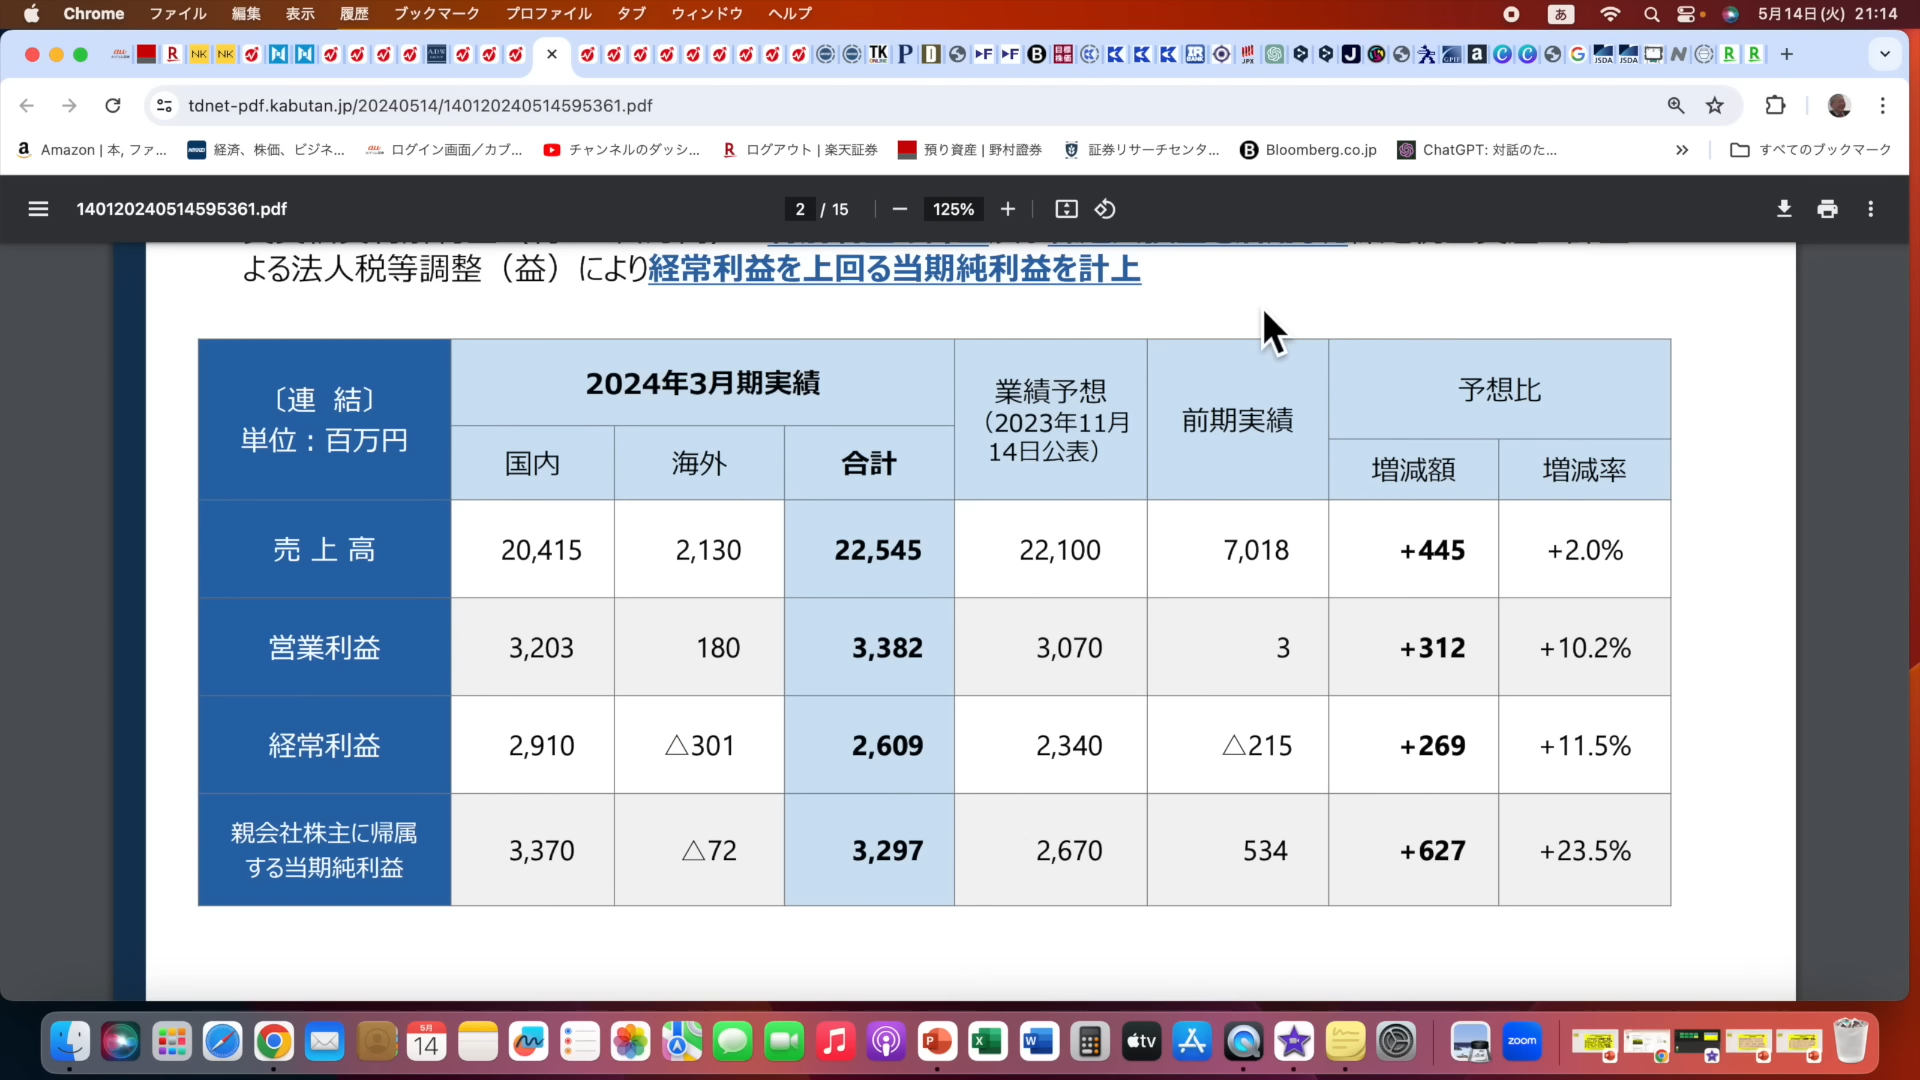 Chrome ファイル 編集 表示 履歴 ブックマーク プロファイル タブ ウィンドウ ヘルプ あ 5月14日(火) 21:14
tdnet-pdf.kabutan.jp/20240514/140120240514595361.pdf
Amazon | 本, ファ... 経済、株価、ビジネ... ログイン画面／カブ... チャンネルのダッシ... ログアウト | 楽天証券 預り資産 | 野村證券 証券リサーチセンタ... Bloomberg.co.jp ChatGPT: 対話のた... すべてのブックマーク
140120240514595361.pdf 2 / 15 125%
よる法人税等調整（益）により経常利益を上回る当期純利益を計上
〔連 結〕
単位：百万円
2024年3月期実績
国内 海外 合計
業績予想
（2023年11月
14日公表）
前期実績
予想比
増減額 増減率
売 上 高 20,415 2,130 22,545 22,100 7,018 +445 +2.0%
営業利益 3,203 180 3,382 3,070 3 +312 +10.2%
経常利益 2,910 △301 2,609 2,340 △215 +269 +11.5%
親会社株主に帰属
する当期純利益
3,370 △72 3,297 2,670 534 +627 +23.5%
5月
14
tv
zoom